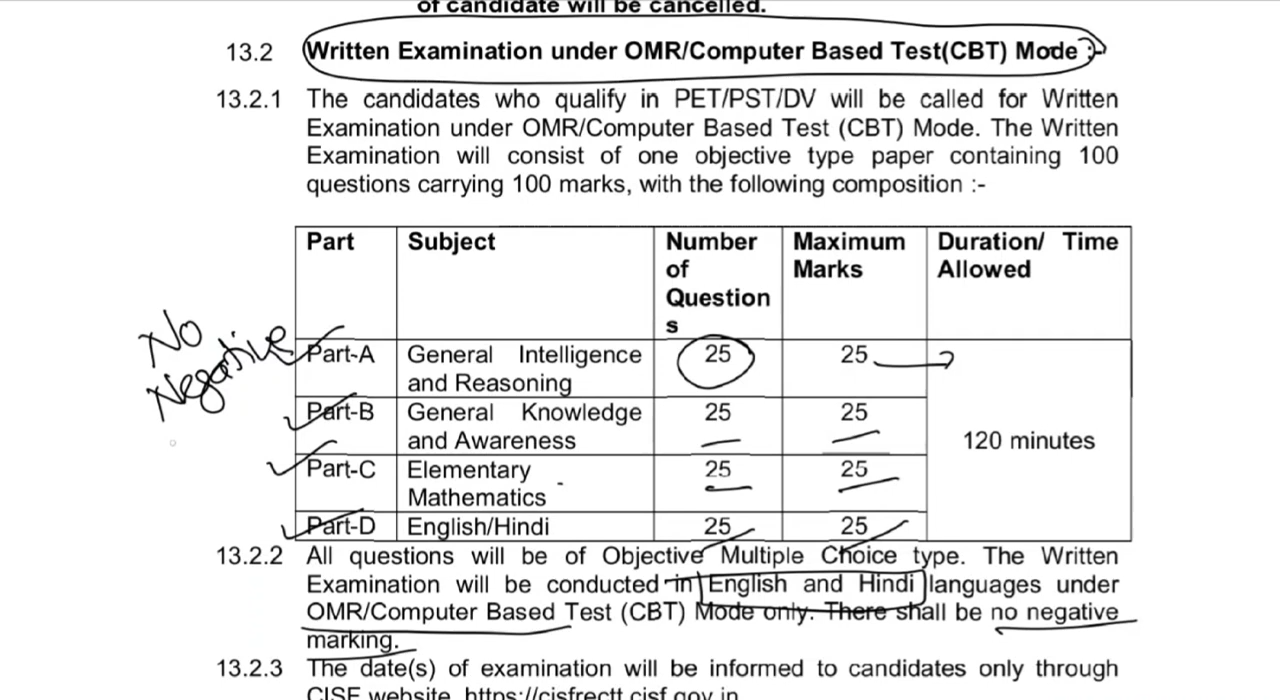 of candidate will be cancelled.
13.2 Written Examination under OMR/Computer Based Test(CBT) Mode :-
13.2.1 The candidates who qualify in PET/PST/DV will be called for Written
Examination under OMR/Computer Based Test (CBT) Mode. The Written
Examination will consist of one objective type paper containing 100
questions carrying 100 marks, with the following composition :-
Part Subject Number of Questions Maximum Marks Duration/ Time Allowed
No
Negative
Part-A General Intelligence and Reasoning 25 25
Part-B General Knowledge and Awareness 25 25
120 minutes
Part-C Elementary Mathematics 25 25
Part-D English/Hindi 25 25
13.2.2 All questions will be of Objective Multiple Choice type. The Written
Examination will be conducted in English and Hindi languages under
OMR/Computer Based Test (CBT) Mode only. There shall be no negative
marking.
13.2.3 The date(s) of examination will be informed to candidates only through
CISF website https://cisfrectt.cisf.gov.in